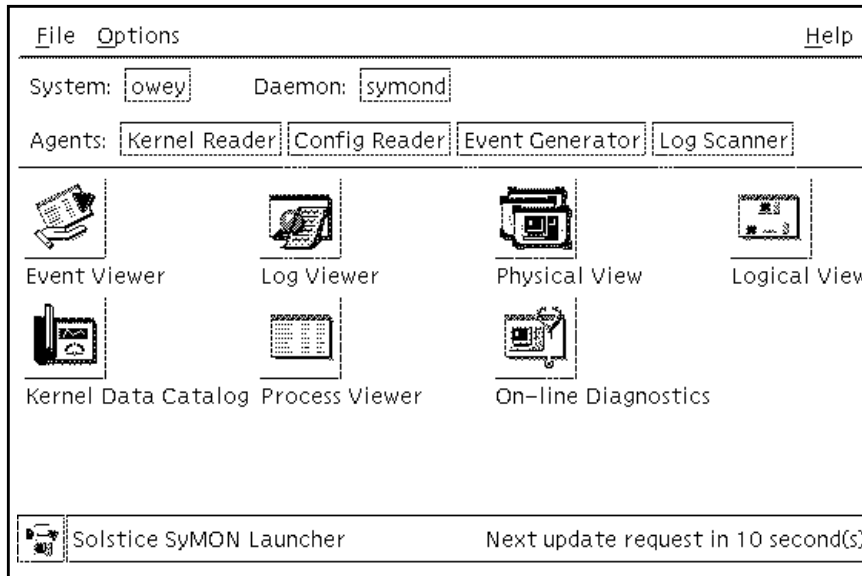 File Options Help
System: owey Daemon: symond
Agents: Kernel Reader Config Reader Event Generator Log Scanner
Event Viewer Log Viewer Physical View Logical View
Kernel Data Catalog Process Viewer On-line Diagnostics
Solstice SyMON Launcher Next update request in 10 second(s)